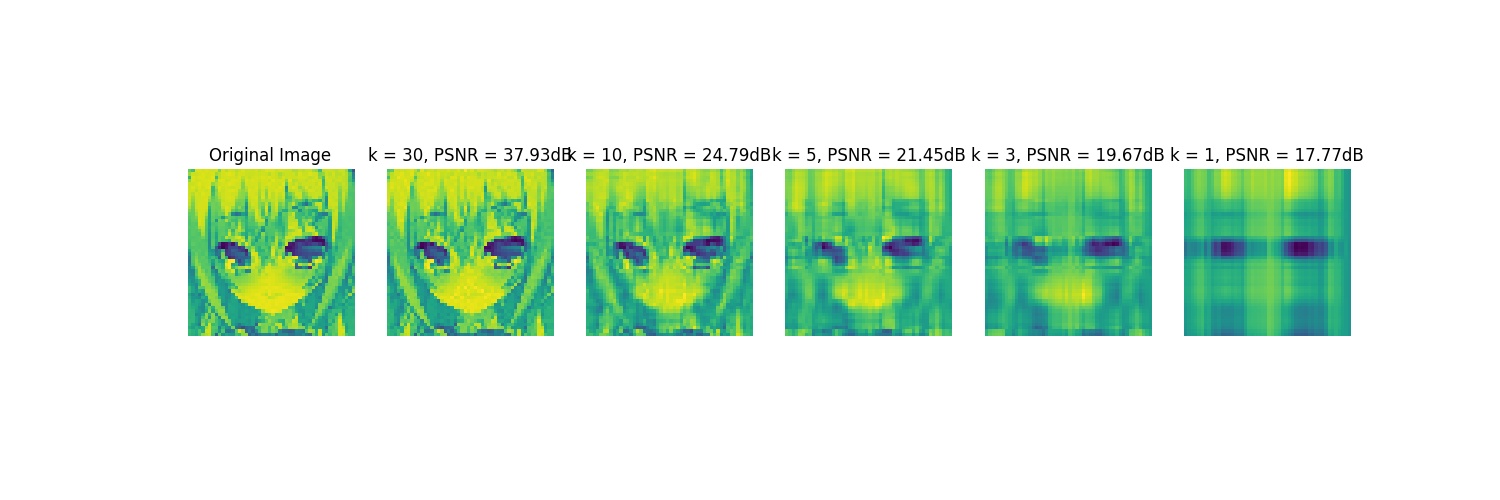 Original Image
k = 30, PSNR = 37.93dB
k = 10, PSNR = 24.79dB
k = 5, PSNR = 21.45dB
k = 3, PSNR = 19.67dB
k = 1, PSNR = 17.77dB